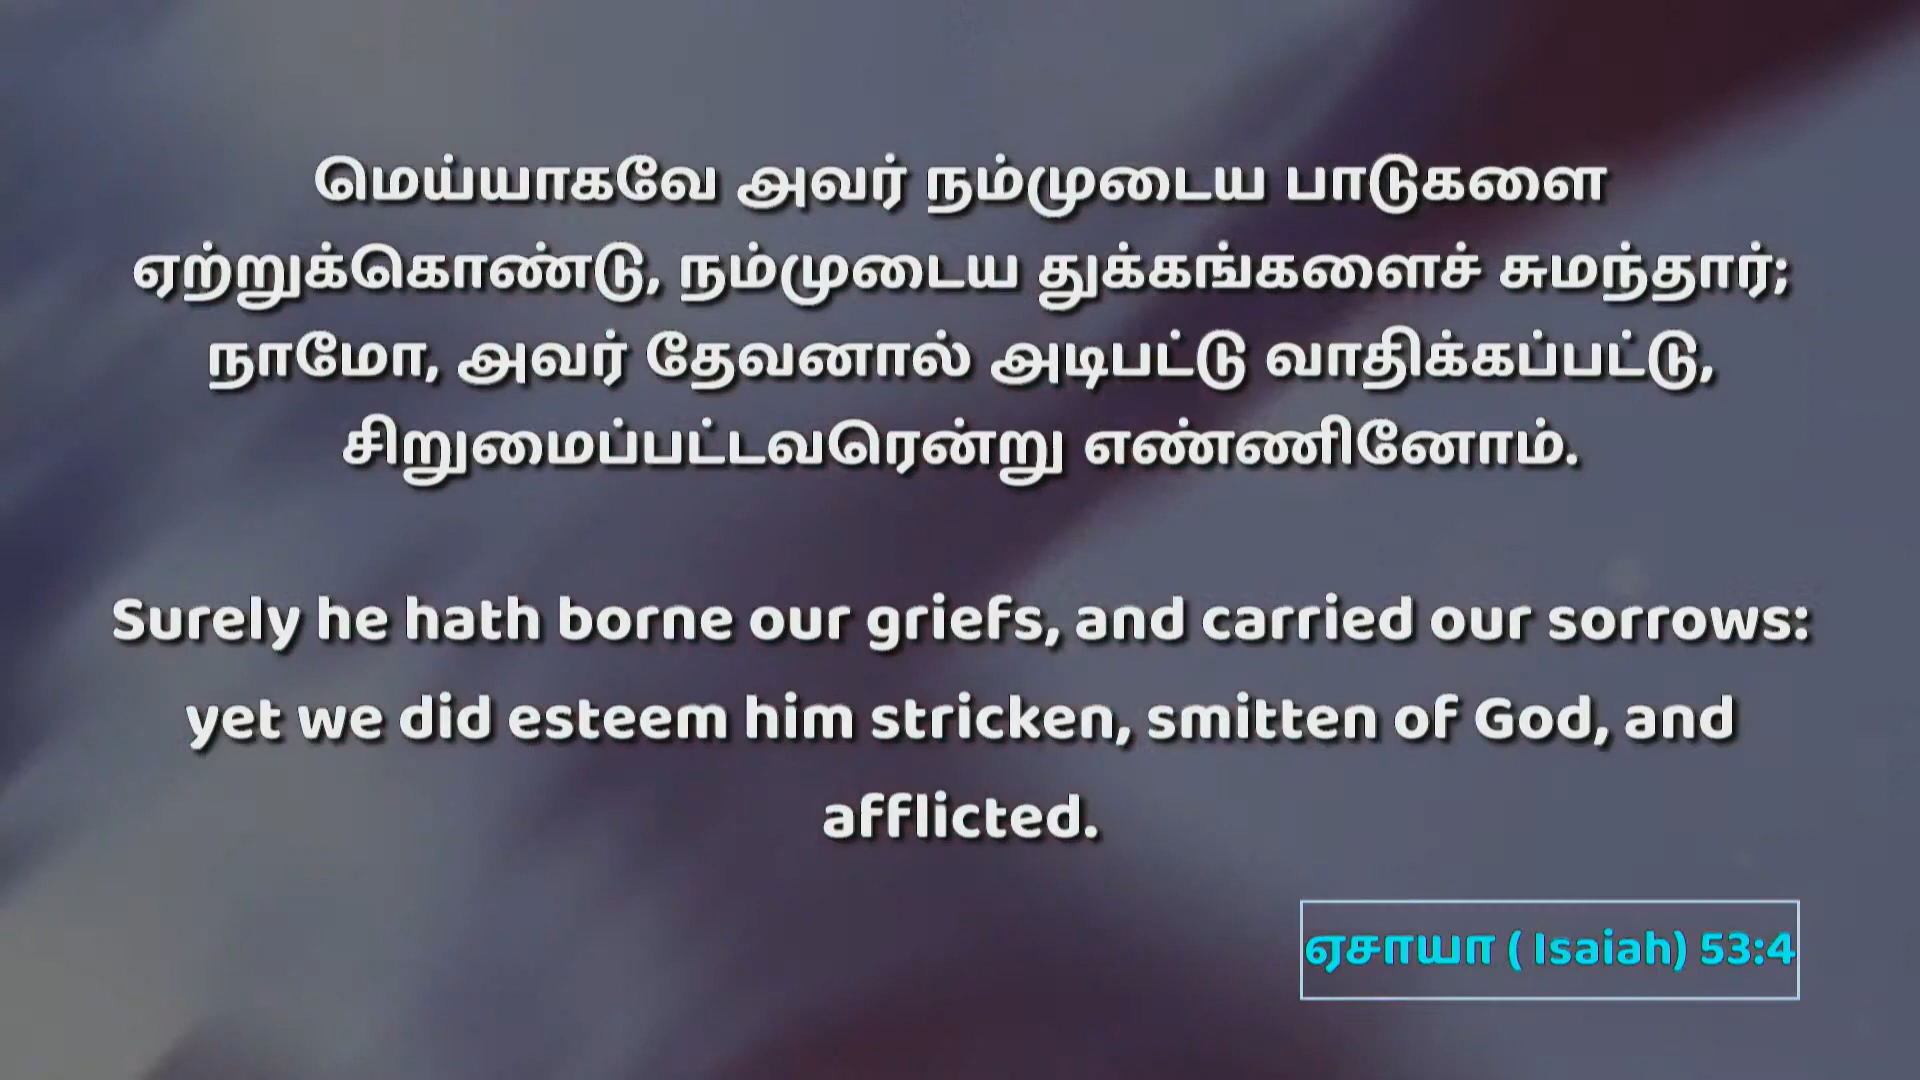 மெய்யாகவே அவர் நம்முடைய பாடுகளை
ஏற்றுக்கொண்டு, நம்முடைய துக்கங்களைச் சுமந்தார்;
நாமோ, அவர் தேவனால் அடிபட்டு வாதிக்கப்பட்டு,
சிறுமைப்பட்டவரென்று எண்ணினோம்.
Surely he hath borne our griefs, and carried our sorrows:
yet we did esteem him stricken, smitten of God, and
afflicted.
ஏசாயா ( Isaiah) 53:4